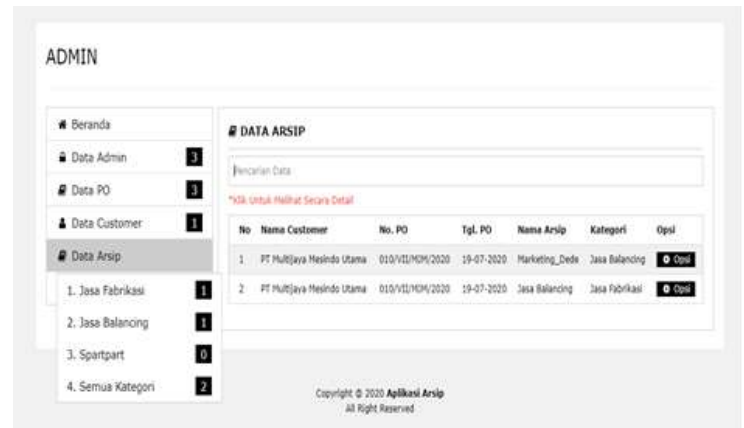 ADMIN
Beranda
Data Admin 3
Data PO 3
Data Customer 1
Data Arsip
1. Jasa Fabrikasi 1
2. Jasa Balancing 1
3. Spartpart 0
4. Semua Kategori 2
DATA ARSIP
Pencarian Data
*Klik Untuk Melihat Secara Detail
No Nama Customer No. PO Tgl. PO Nama Arsip Kategori Opsi
1 PT Multijaya Mesindo Utama 010/VII/MJM/2020 19-07-2020 Marketing_Dede Jasa Balancing Opsi
2 PT Multijaya Mesindo Utama 010/VII/MJM/2020 19-07-2020 Jasa Balancing Jasa Fabrikasi Opsi
Copyright © 2020 Aplikasi Arsip
All Right Reserved